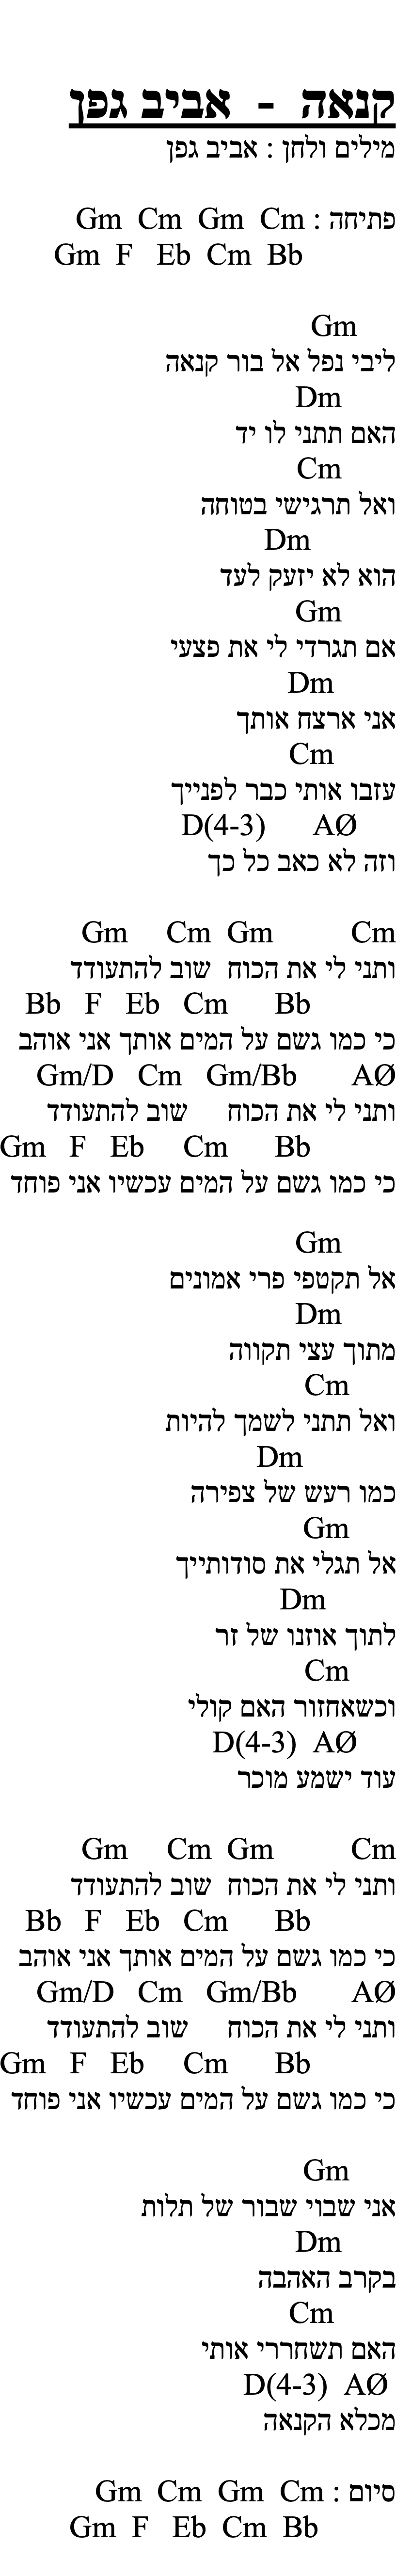 קנאה - אביב גפן
מילים ולחן : אביב גפן
פתיחה : Gm Cm Gm Cm
Gm F Eb Cm Bb
Gm
ליבי נפל אל בור קנאה
Dm
האם תתני לו יד
Cm
ואל תרגישי בטוחה
Dm
הוא לא יזעק לעד
Gm
אם תגרדי לי את פצעי
Dm
אני ארצח אותך
Cm
עזבו אותי כבר לפנייך
D(4-3) AØ
וזה לא כאב כל כך
Gm Cm Gm Cm
ותני לי את הכוח שוב להתעודד
Bb F Eb Cm Bb
כי כמו גשם על המים אותך אני אוהב
Gm/D Cm Gm/Bb AØ
ותני לי את הכוח שוב להתעודד
Gm F Eb Cm Bb
כי כמו גשם על המים עכשיו אני פוחד
Gm
אל תקטפי פרי אמונים
Dm
מתוך עצי תקווה
Cm
ואל תתני לשמך להיות
Dm
כמו רעש של צפירה
Gm
אל תגלי את סודותייך
Dm
לתוך אוזנו של זר
Cm
וכשאחזור האם קולי
D(4-3) AØ
עוד ישמע מוכר
Gm Cm Gm Cm
ותני לי את הכוח שוב להתעודד
Bb F Eb Cm Bb
כי כמו גשם על המים אותך אני אוהב
Gm/D Cm Gm/Bb AØ
ותני לי את הכוח שוב להתעודד
Gm F Eb Cm Bb
כי כמו גשם על המים עכשיו אני פוחד
Gm
אני שבוי שבור של תלות
Dm
בקרב האהבה
Cm
האם תשחררי אותי
D(4-3) AØ
מכלא הקנאה
סיום : Gm Cm Gm Cm
Gm F Eb Cm Bb